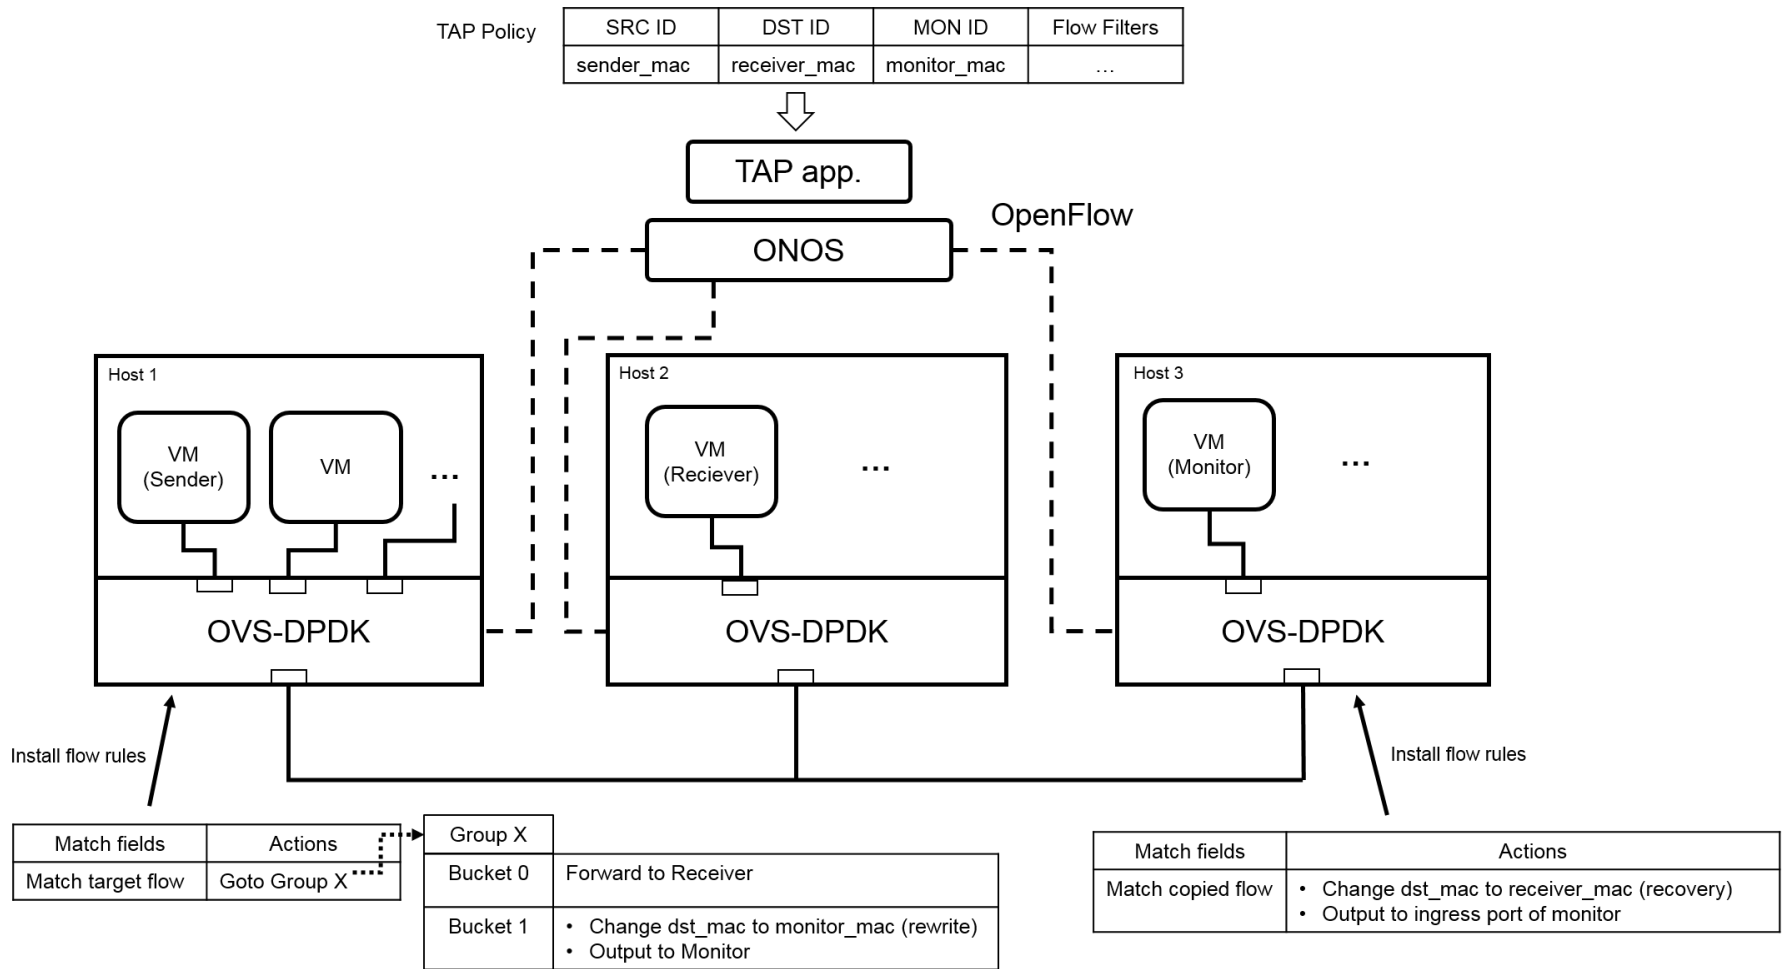 TAP Policy
SRC ID DST ID MON ID Flow Filters
sender_mac receiver_mac monitor_mac ...
TAP app.
OpenFlow
ONOS
Host 1
VM
(Sender)
VM
...
OVS-DPDK
Host 2
VM
(Reciever)
...
OVS-DPDK
Host 3
VM
(Monitor)
...
OVS-DPDK
Install flow rules
Install flow rules
Match fields Actions
Match target flow Goto Group X
Group X
Bucket 0 Forward to Receiver
Bucket 1 • Change dst_mac to monitor_mac (rewrite)
• Output to Monitor
Match fields Actions
Match copied flow • Change dst_mac to receiver_mac (recovery)
• Output to ingress port of monitor